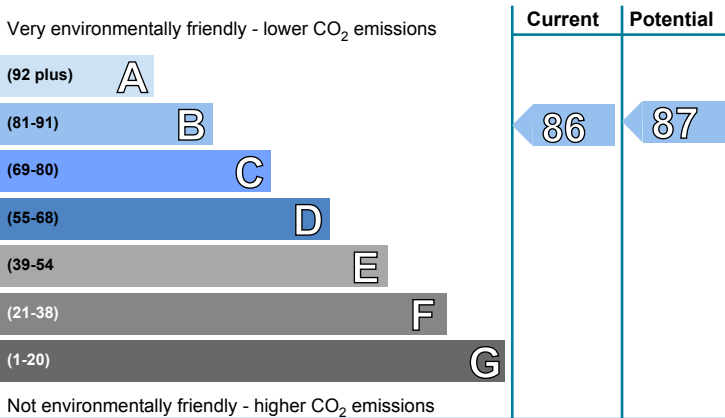 Very environmentally friendly - lower CO2 emissions
Current
Potential
(92 plus) A
(81-91) B
86
87
(69-80) C
(55-68) D
(39-54 E
(21-38) F
(1-20) G
Not environmentally friendly - higher CO2 emissions